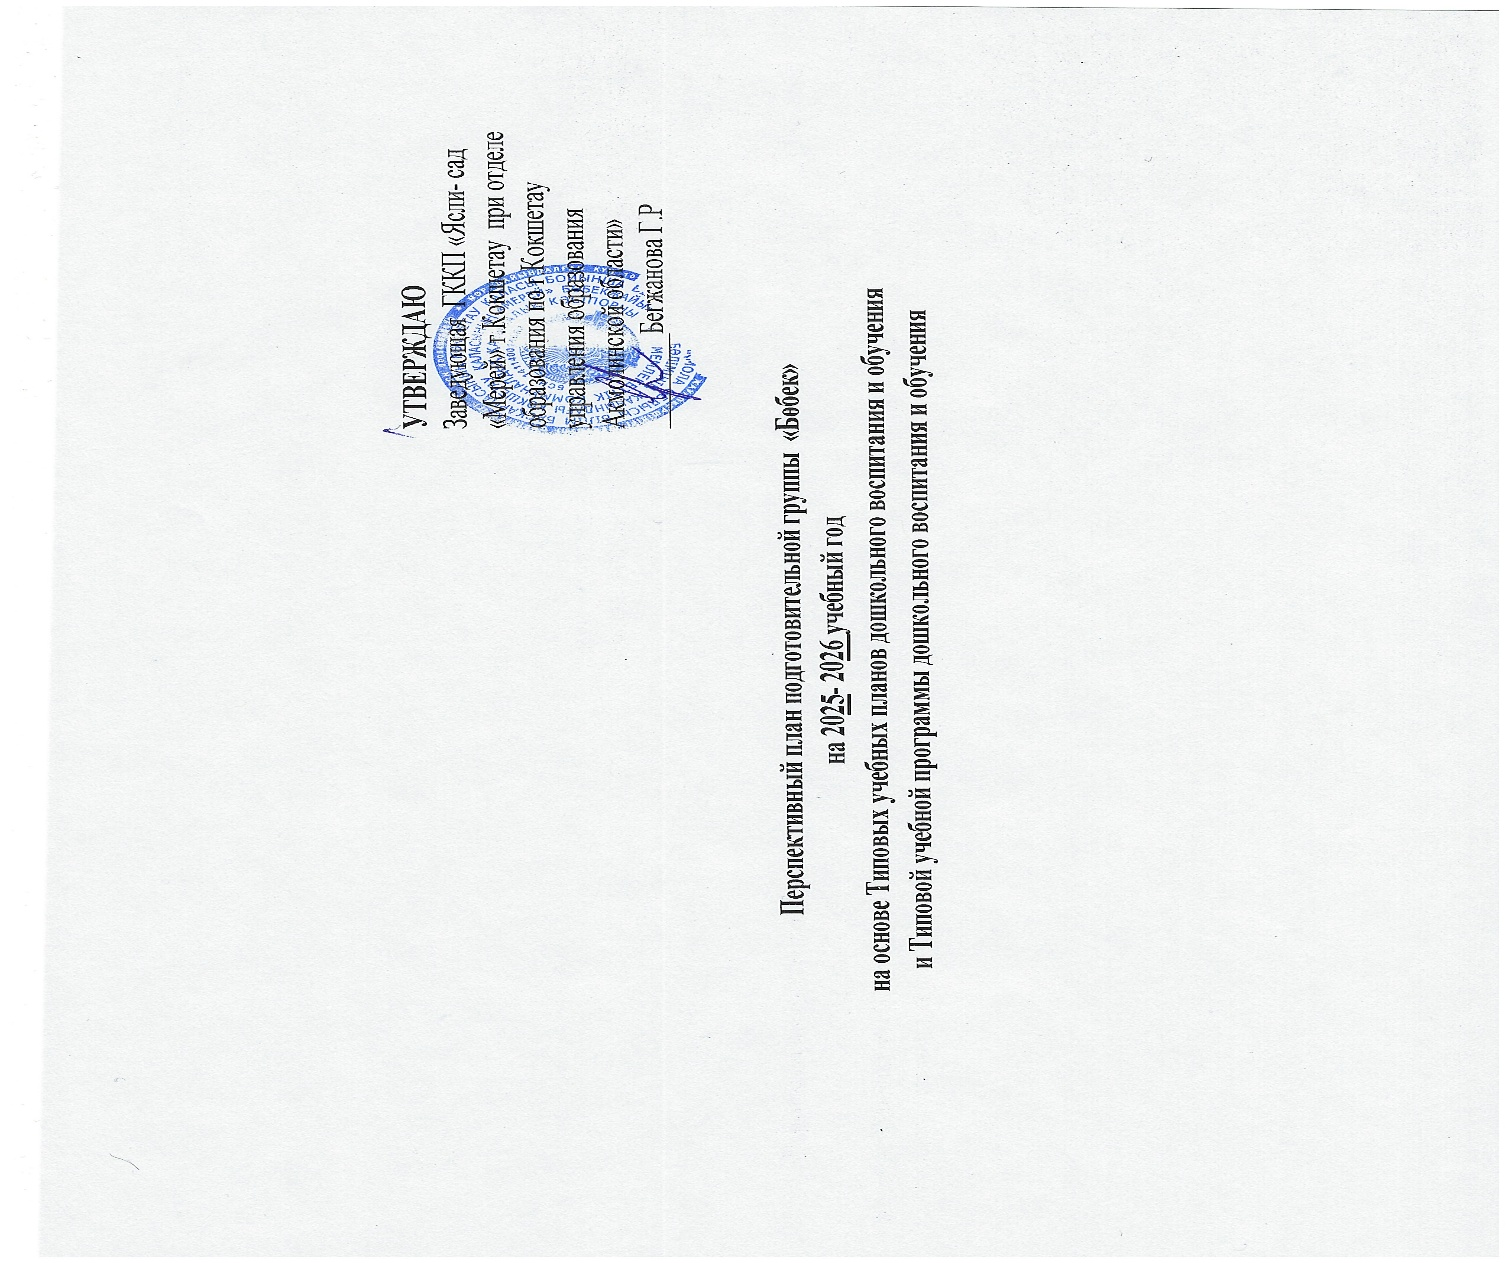 УТВЕРЖДАЮ
Заведующая ГККП «Ясли- сад
«Мерей» г.Кокшетау при отделе
образования по г Кокшетау
управления образования
Акмолинской области»
Бегжанова Г.Р
Перспективный план подготовительной группы «Бөбек»
на 2025- 2026 учебный год
на основе Типовых учебных планов дошкольного воспитания и обучения
и Типовой учебной программы дошкольного воспитания и обучения